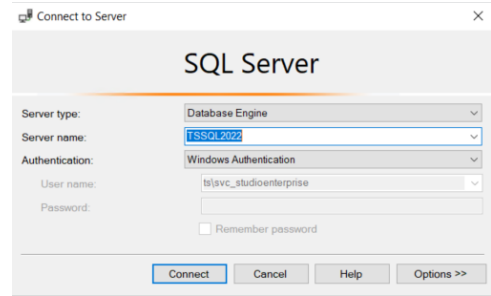 Connect to Server
SQL Server
Server type: Database Engine
Server name: TSSQL2022
Authentication: Windows Authentication
User name: ts\svc_studioenterprise
Password:
Remember password
Connect Cancel Help Options >>